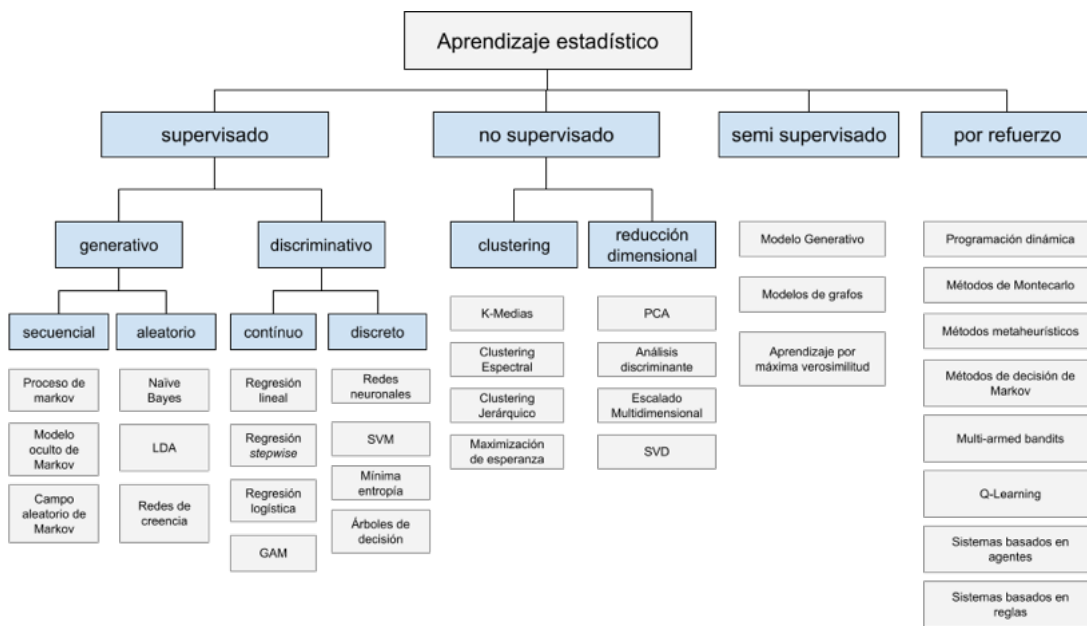 Aprendizaje estadístico
supervisado
no supervisado
semi supervisado
por refuerzo
generativo
discriminativo
clustering
reducción
dimensional
secuencial
aleatorio
contínuo
discreto
Proceso de
markov
Modelo
oculto de
Markov
Campo
aleatorio de
Markov
Naïve
Bayes
LDA
Redes de
creencia
Regresión
lineal
Regresión
stepwise
Regresión
logística
GAM
Redes
neuronales
SVM
Mínima
entropía
Árboles de
decisión
K-Medias
Clustering
Espectral
Clustering
Jerárquico
Maximización
de esperanza
PCA
Análisis
discriminante
Escalado
Multidimensional
SVD
Modelo Generativo
Modelos de grafos
Aprendizaje por
máxima verosimilitud
Programación dinámica
Métodos de Montecarlo
Métodos metaheurísticos
Métodos de decisión de
Markov
Multi-armed bandits
Q-Learning
Sistemas basados en
agentes
Sistemas basados en
reglas